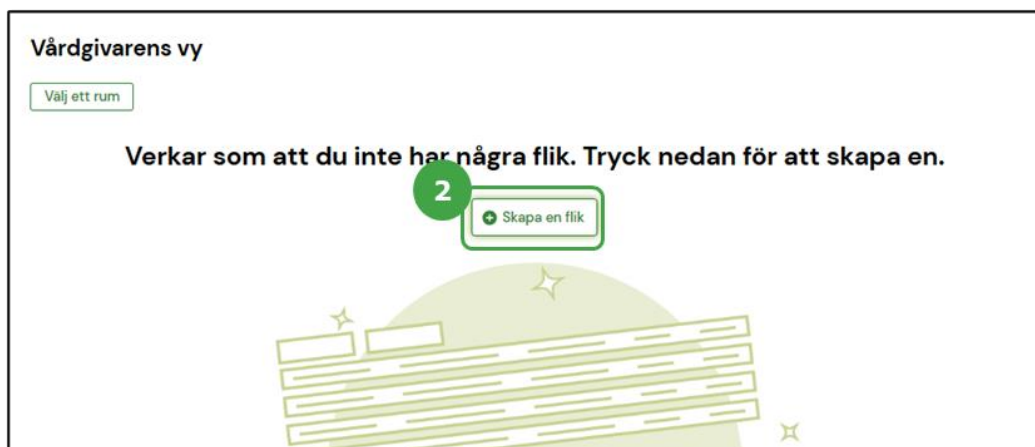 Vårdgivarens vy
Välj ett rum
Verkar som att du inte har några flik. Tryck nedan för att skapa en.
2
Skapa en flik